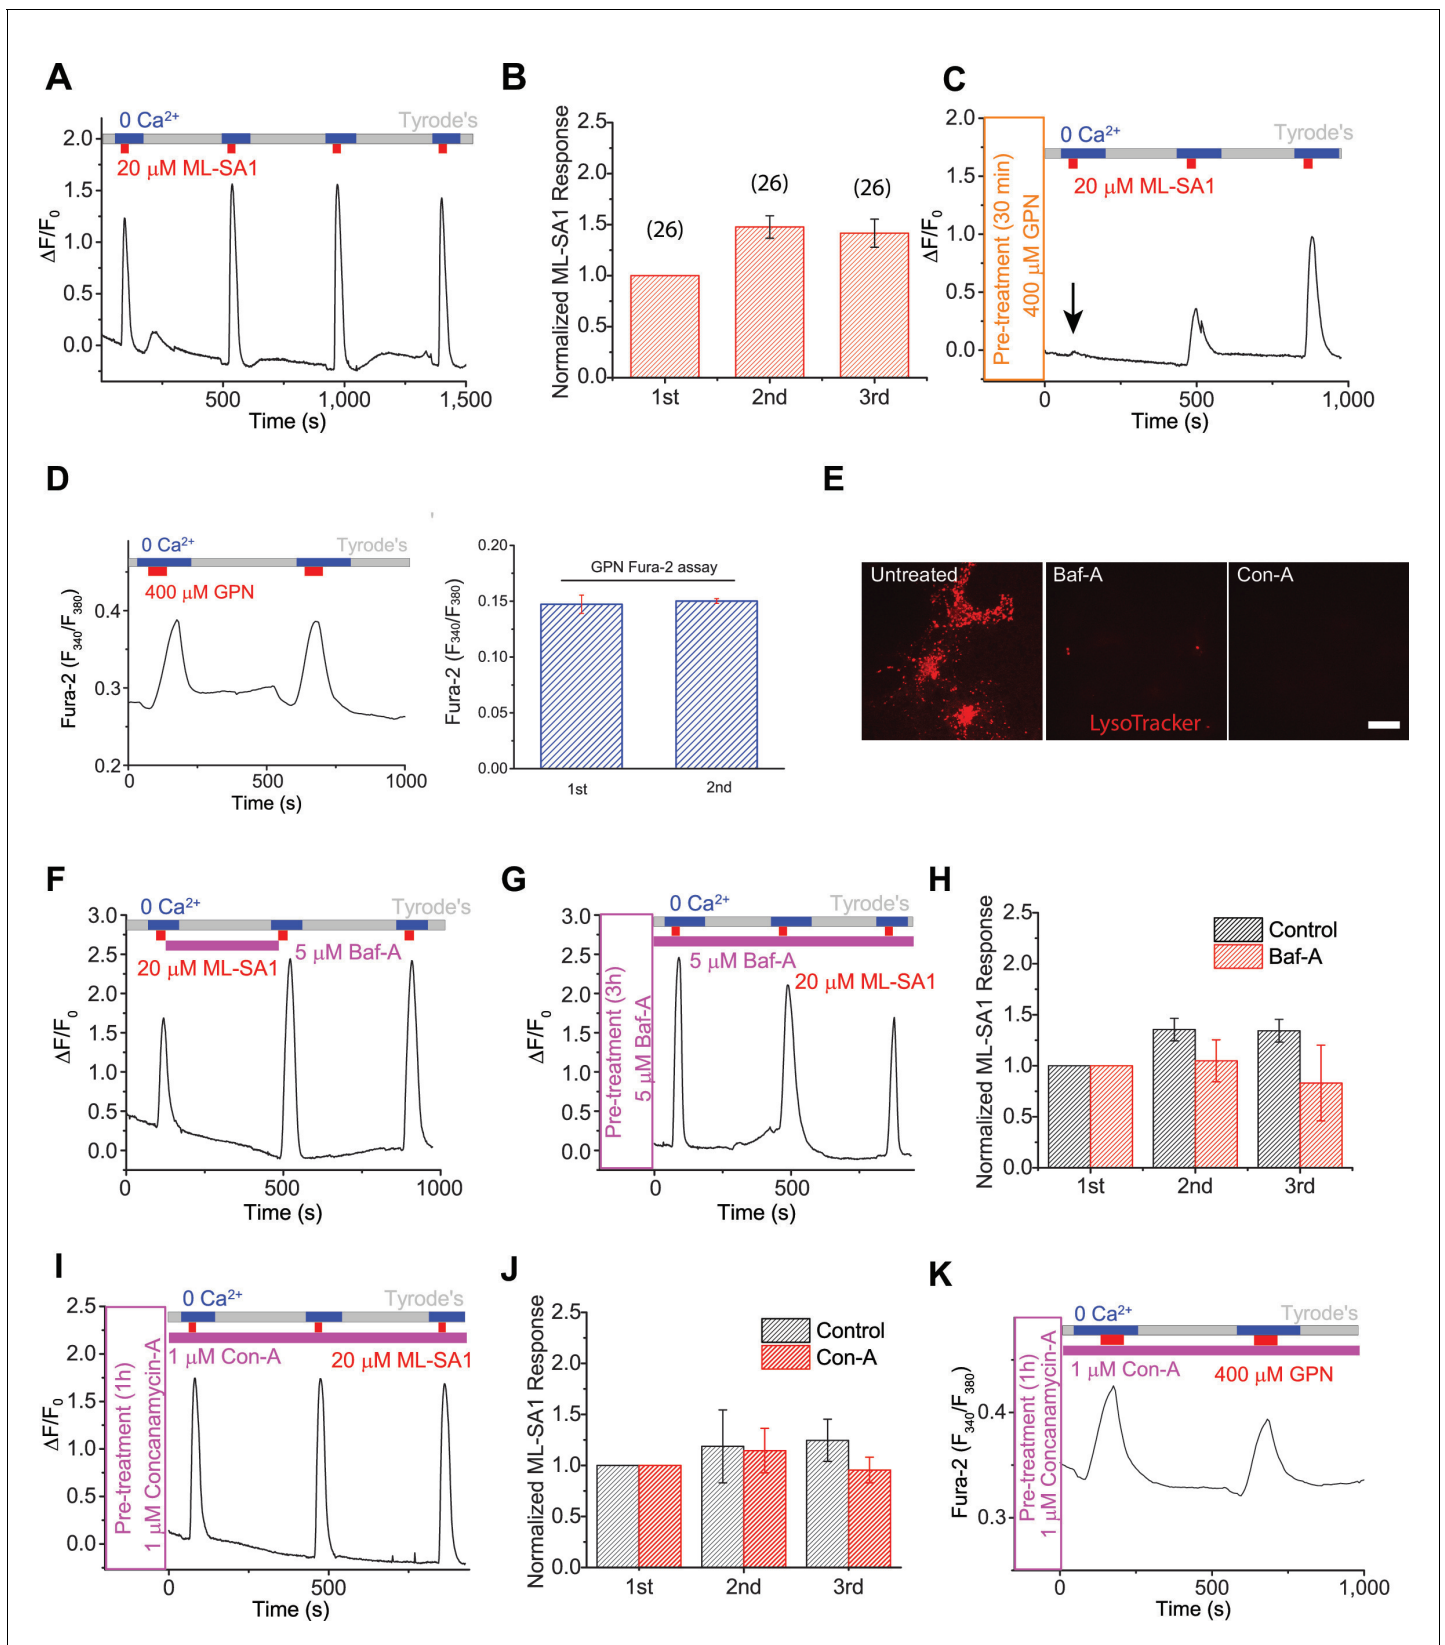 A
0 Ca²⁺
Tyrode's
20 μM ML-SA1
ΔF/F₀
2.0
1.5
1.0
0.5
0.0
500
1,000
1,500
Time (s)
B
Normalized ML-SA1 Response
2.5
2.0
1.5
1.0
0.5
0.0
(26)
(26)
(26)
1st
2nd
3rd
C
Pre-treatment (30 min)
400 μM GPN
0 Ca²⁺
Tyrode's
20 μM ML-SA1
ΔF/F₀
2.0
1.5
1.0
0.5
0.0
0
500
1,000
Time (s)
D
0 Ca²⁺
Tyrode's
400 μM GPN
Fura-2 (F₃₄₀/F₃₈₀)
0.4
0.3
0.2
0
500
1000
Time (s)
Fura-2 (F₃₄₀/F₃₈₀)
0.20
0.15
0.10
0.05
0.00
GPN Fura-2 assay
1st
2nd
E
Untreated
Baf-A
Con-A
LysoTracker
F
0 Ca²⁺
Tyrode's
20 μM ML-SA1
5 μM Baf-A
ΔF/F₀
3.0
2.5
2.0
1.5
1.0
0.5
0.0
0
500
1000
Time (s)
G
Pre-treatment (3h)
5 μM Baf-A
0 Ca²⁺
Tyrode's
5 μM Baf-A
20 μM ML-SA1
ΔF/F₀
3.0
2.5
2.0
1.5
1.0
0.5
0.0
0
500
Time (s)
H
Normalized ML-SA1 Response
2.5
2.0
1.5
1.0
0.5
0.0
Control
Baf-A
1st
2nd
3rd
I
Pre-treatment (1h)
1 μM Concanamycin-A
0 Ca²⁺
Tyrode's
1 μM Con-A
20 μM ML-SA1
ΔF/F₀
2.5
2.0
1.5
1.0
0.5
0.0
0
500
Time (s)
J
Normalized ML-SA1 Response
2.5
2.0
1.5
1.0
0.5
0.0
Control
Con-A
1st
2nd
3rd
K
Pre-treatment (1h)
1 μM Concanamycin-A
0 Ca²⁺
Tyrode's
1 μM Con-A
400 μM GPN
Fura-2 (F₃₄₀/F₃₈₀)
0.4
0.3
0
500
1,000
Time (s)